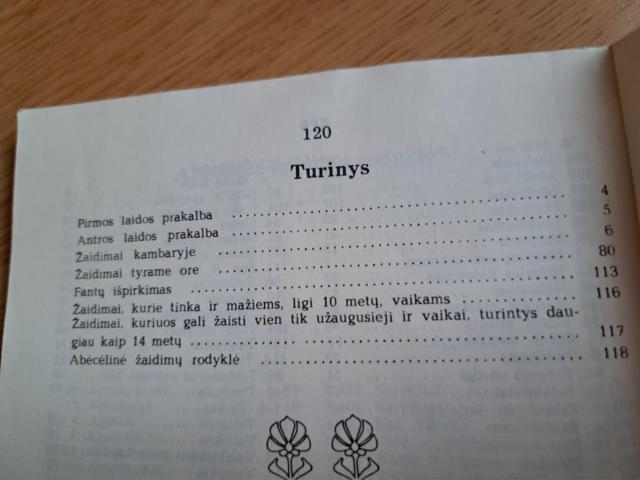 120
Turinys
Pirmos laidos prakalba ........................................ 4
Antros laidos prakalba ........................................ 5
Žaidimai kambaryje ........................................ 6
Žaidimai tyrame ore ........................................ 80
Fantų išpirkimas ........................................ 113
Žaidimai, kurie tinka ir mažiems, ligi 10 metų, vaikams ............ 116
Žaidimai, kuriuos gali žaisti vien tik užaugusieji ir vaikai, turintys dau-
giau kaip 14 metų ........................................ 117
Abėcėlinė žaidimų rodyklė ........................................ 118